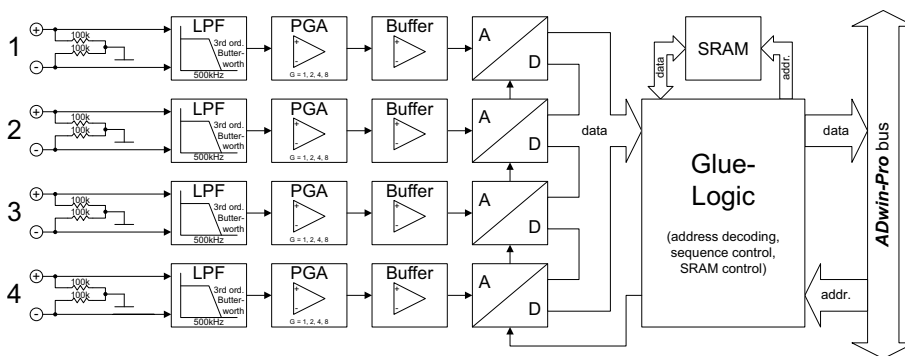 1
+
-
100k
100k
LPF
3rd ord.
Butter-
worth
500kHz
PGA
+
-
G = 1, 2, 4, 8
Buffer
A
D
2
+
-
100k
100k
LPF
3rd ord.
Butter-
worth
500kHz
PGA
+
-
G = 1, 2, 4, 8
Buffer
A
D
3
+
-
100k
100k
LPF
3rd ord.
Butter-
worth
500kHz
PGA
+
-
G = 1, 2, 4, 8
Buffer
A
D
4
+
-
100k
100k
LPF
3rd ord.
Butter-
worth
500kHz
PGA
+
-
G = 1, 2, 4, 8
Buffer
A
D
data
SRAM
data
addr.
Glue-
Logic
(address decoding,
sequence control,
SRAM control)
data
addr.
ADwin-Pro bus